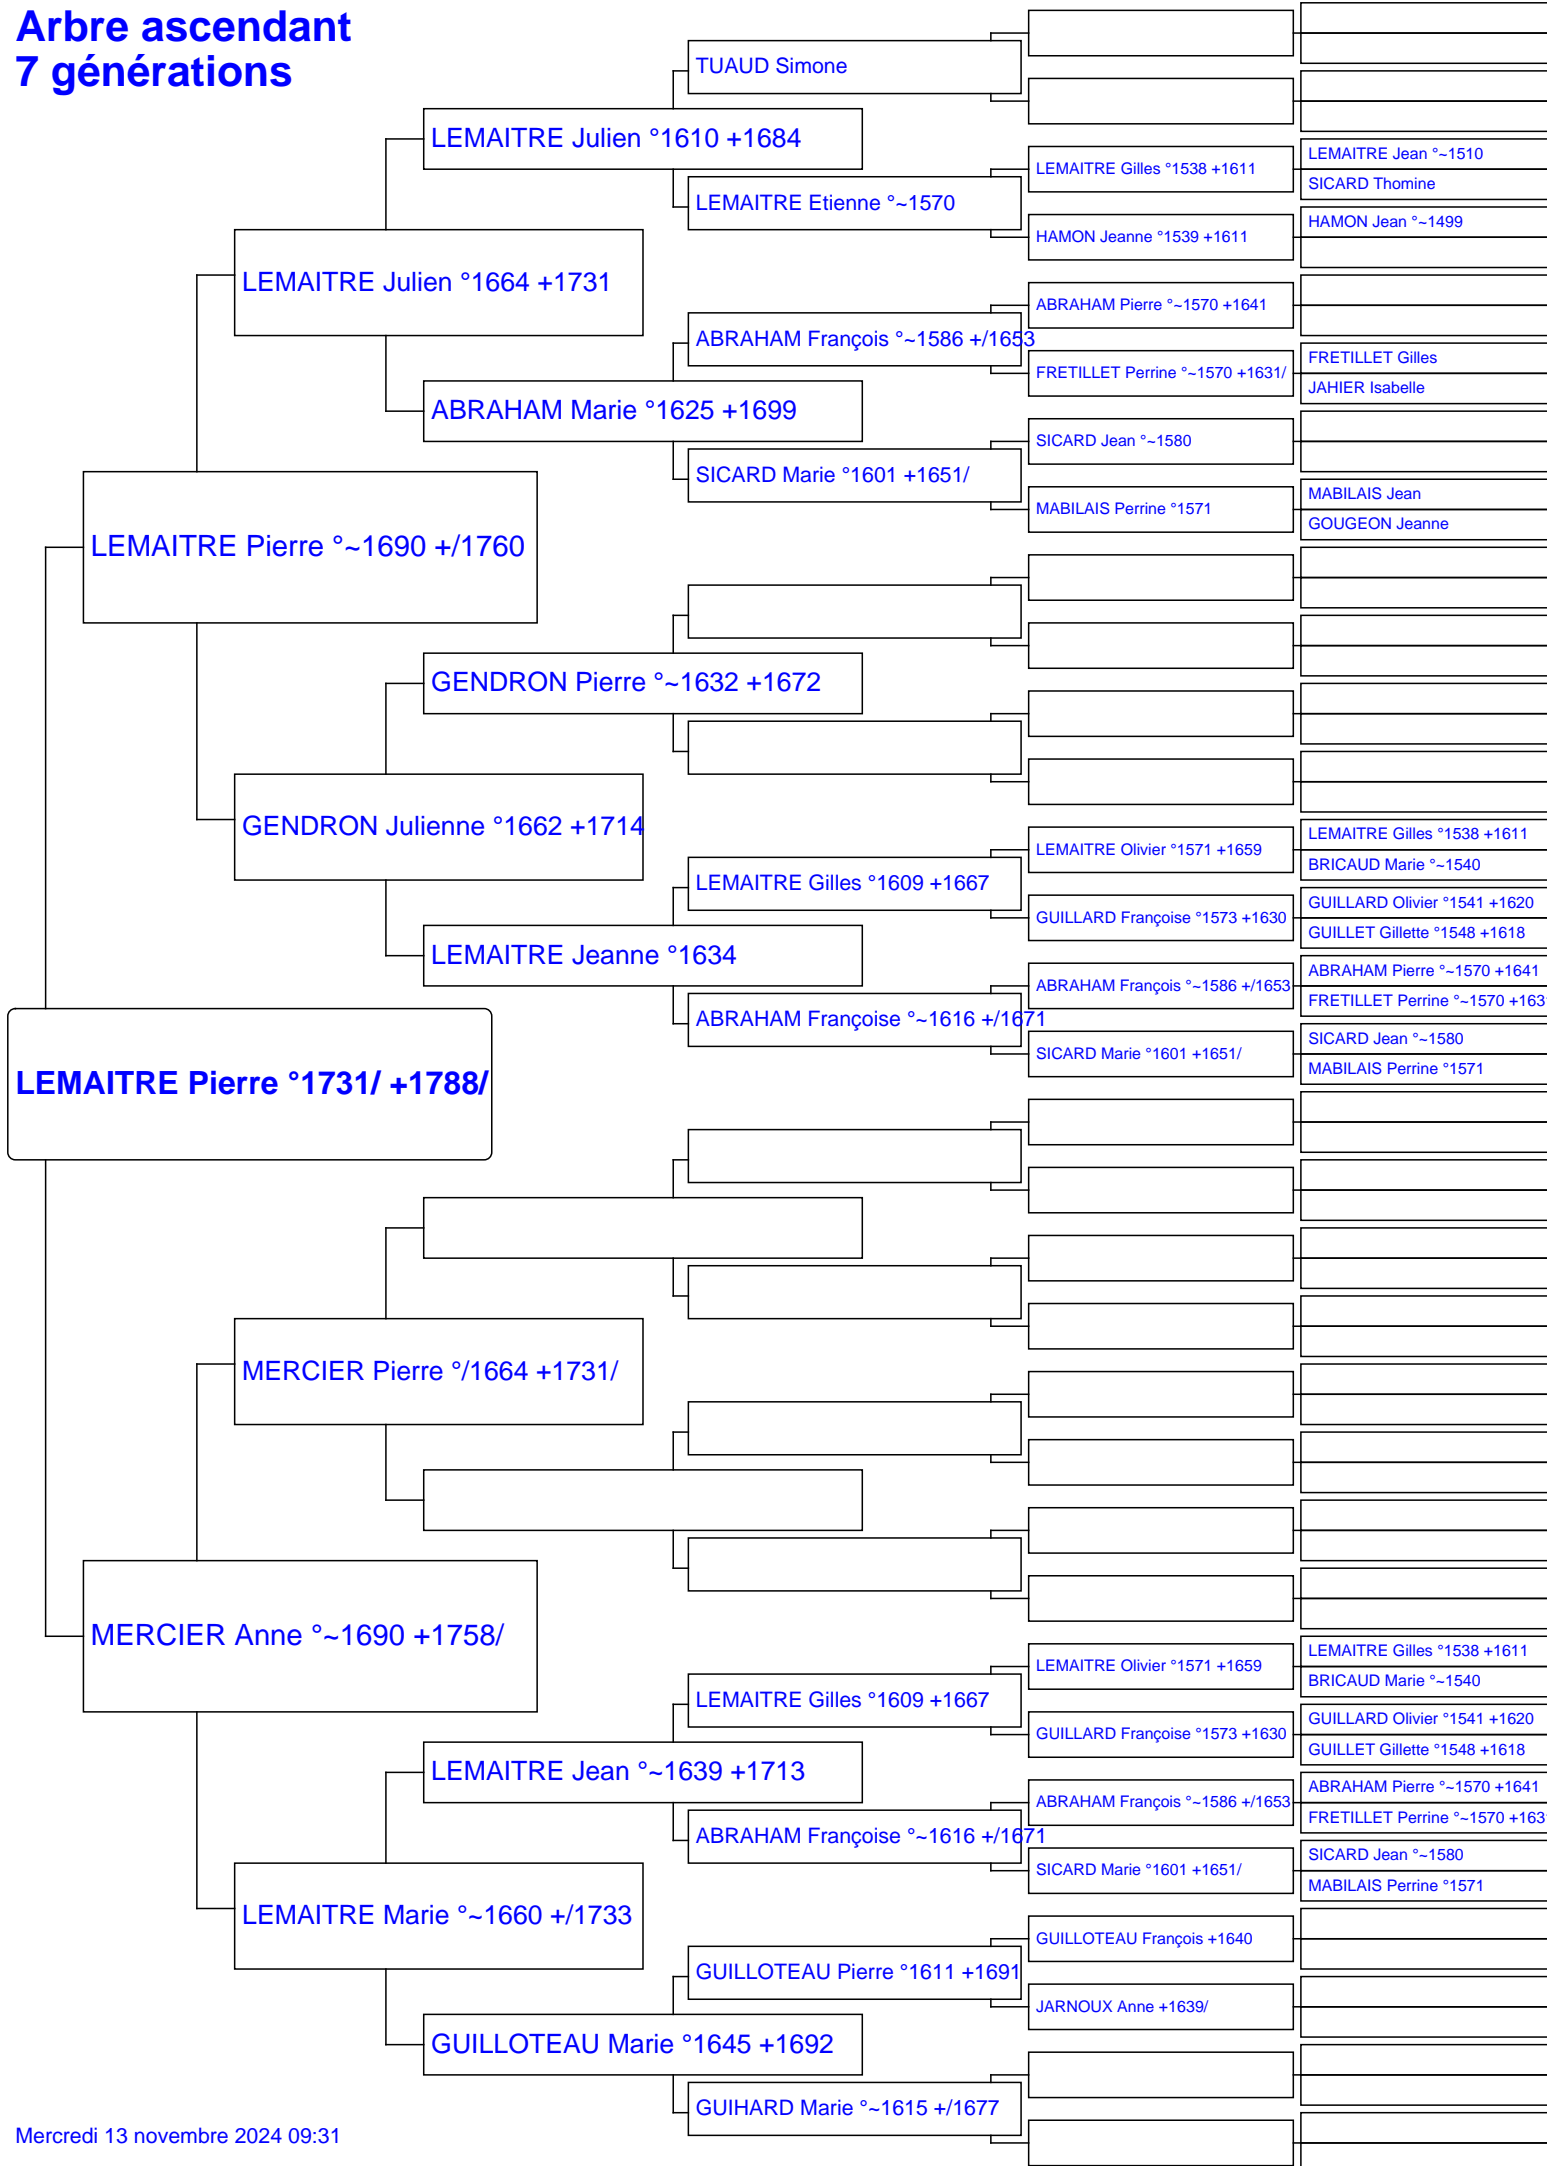 Arbre ascendant
7 générations
TUAUD Simone
LEMAITRE Julien °1610 +1684
LEMAITRE Jean °~1510
LEMAITRE Gilles °1538 +1611
SICARD Thomine
LEMAITRE Etienne °~1570
HAMON Jean °~1499
HAMON Jeanne °1539 +1611
LEMAITRE Julien °1664 +1731
ABRAHAM Pierre °~1570 +1641
ABRAHAM François °~1586 +/1653
FRETILLET Gilles
FRETILLET Perrine °~1570 +1631/
JAHIER Isabelle
ABRAHAM Marie °1625 +1699
SICARD Jean °~1580
SICARD Marie °1601 +1651/
MABILAIS Jean
MABILAIS Perrine °1571
GOUGEON Jeanne
LEMAITRE Pierre °~1690 +/1760
GENDRON Pierre °~1632 +1672
GENDRON Julienne °1662 +1714
LEMAITRE Gilles °1538 +1611
LEMAITRE Olivier °1571 +1659
BRICAUD Marie °~1540
LEMAITRE Gilles °1609 +1667
GUILLARD Olivier °1541 +1620
GUILLARD Françoise °1573 +1630
GUILLET Gillette °1548 +1618
LEMAITRE Jeanne °1634
ABRAHAM Pierre °~1570 +1641
ABRAHAM François °~1586 +/1653
FRETILLET Perrine °~1570 +163
ABRAHAM Françoise °~1616 +/1671
SICARD Jean °~1580
SICARD Marie °1601 +1651/
MABILAIS Perrine °1571
LEMAITRE Pierre °1731/ +1788/
MERCIER Pierre °/1664 +1731/
MERCIER Anne °~1690 +1758/
LEMAITRE Gilles °1538 +1611
LEMAITRE Olivier °1571 +1659
BRICAUD Marie °~1540
LEMAITRE Gilles °1609 +1667
GUILLARD Olivier °1541 +1620
GUILLARD Françoise °1573 +1630
GUILLET Gillette °1548 +1618
LEMAITRE Jean °~1639 +1713
ABRAHAM Pierre °~1570 +1641
ABRAHAM François °~1586 +/1653
FRETILLET Perrine °~1570 +163
ABRAHAM Françoise °~1616 +/1671
SICARD Jean °~1580
SICARD Marie °1601 +1651/
MABILAIS Perrine °1571
LEMAITRE Marie °~1660 +/1733
GUILLOTEAU François +1640
GUILLOTEAU Pierre °1611 +1691
JARNOUX Anne +1639/
GUILLOTEAU Marie °1645 +1692
GUIHARD Marie °~1615 +/1677
Mercredi 13 novembre 2024 09:31